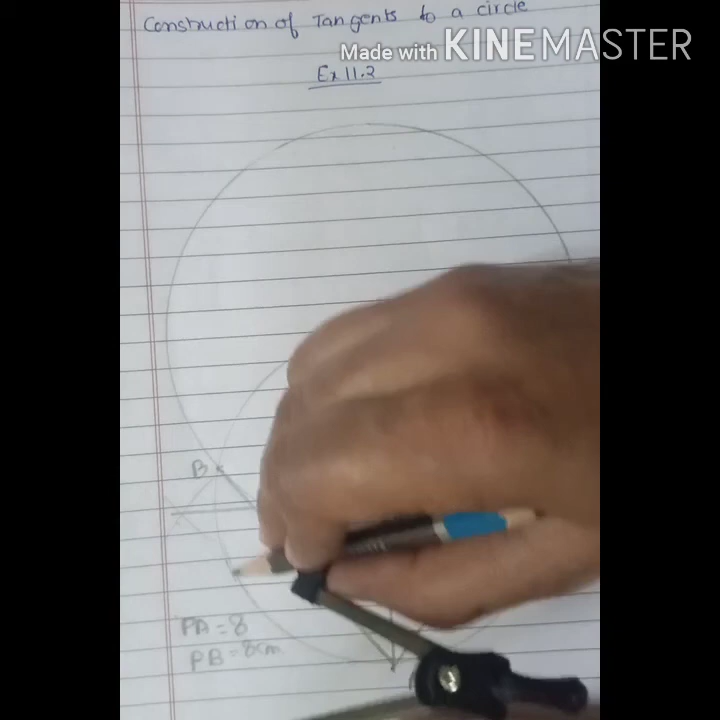 Construction of Tangents to a circle
Made with KINEMASTER
Ex 11.2
B
PA = 8
PB = 8cm